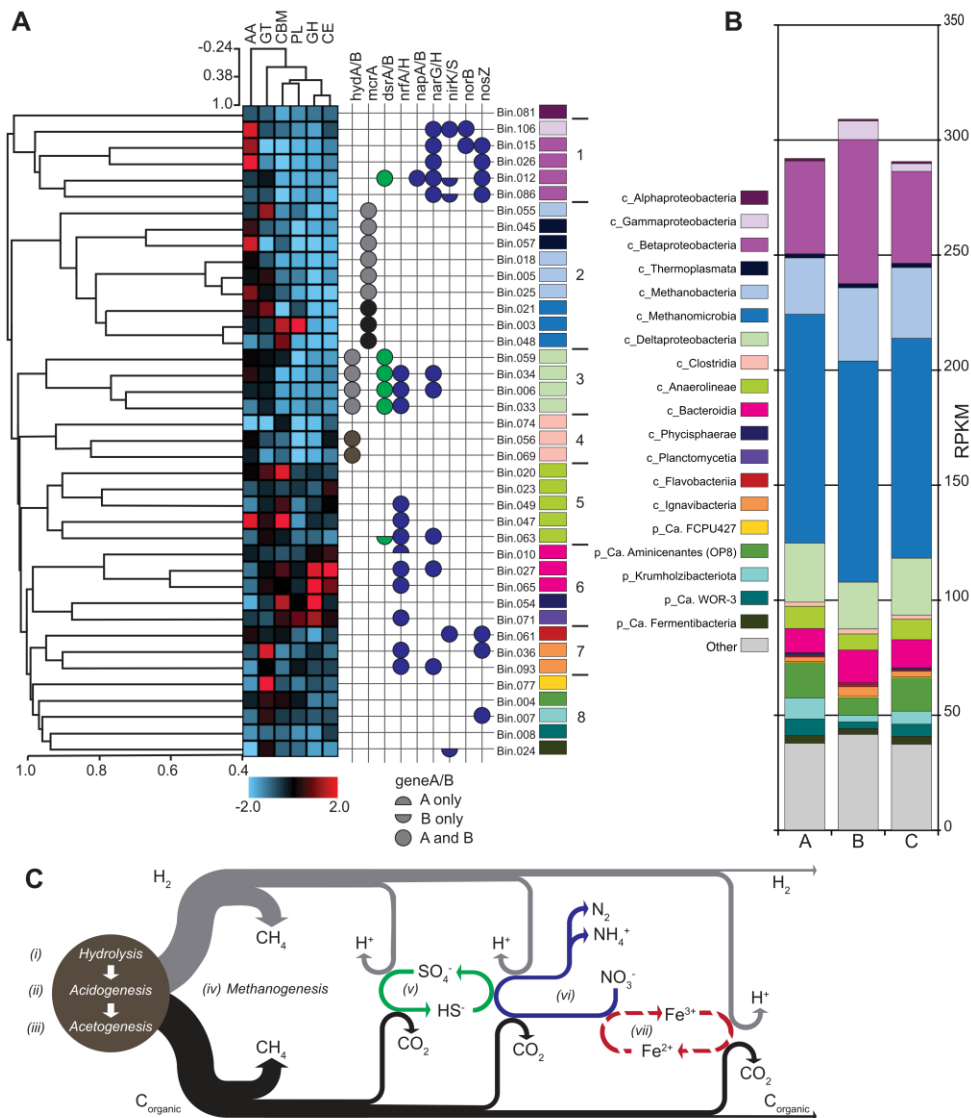 A
AA
GT
CBM
PL
GH
CE
-0.24
0.38
1.0
hydA/B
mcrA
dsrA/B
nrfA/H
napA/B
narG/H
nirK/S
norB
nosZ
Bin.081
Bin.106
Bin.015
Bin.026
Bin.012
Bin.086
Bin.055
Bin.045
Bin.057
Bin.018
Bin.005
Bin.025
Bin.021
Bin.003
Bin.048
Bin.059
Bin.034
Bin.006
Bin.033
Bin.074
Bin.056
Bin.069
Bin.020
Bin.023
Bin.049
Bin.047
Bin.063
Bin.010
Bin.027
Bin.065
Bin.054
Bin.071
Bin.061
Bin.036
Bin.093
Bin.077
Bin.004
Bin.007
Bin.008
Bin.024
1
2
3
4
5
6
7
8
1.0
0.8
0.6
0.4
-2.0
2.0
geneA/B
A only
B only
A and B
B
c_Alphaproteobacteria
c_Gammaproteobacteria
c_Betaproteobacteria
c_Thermoplasmata
c_Methanobacteria
c_Methanomicrobia
c_Deltaproteobacteria
c_Clostridia
c_Anaerolineae
c_Bacteroidia
c_Phycisphaerae
c_Planctomycetia
c_Flavobacteriia
c_Ignavibacteria
p_Ca. FCPU427
p_Ca. Aminicenantes (OP8)
p_Krumholzibacteriota
p_Ca. WOR-3
p_Ca. Fermentibacteria
Other
350
300
250
200
150
100
50
0
RPKM
A
B
C
C
H2
H2
(i)
Hydrolysis
(ii)
Acidogenesis
(iii)
Acetogenesis
CH4
(iv) Methanogenesis
CH4
H+
SO4-
(v)
HS-
CO2
H+
N2
NH4+
NO3-
(vi)
CO2
Fe3+
(vii)
Fe2+
H+
CO2
Corganic
Corganic